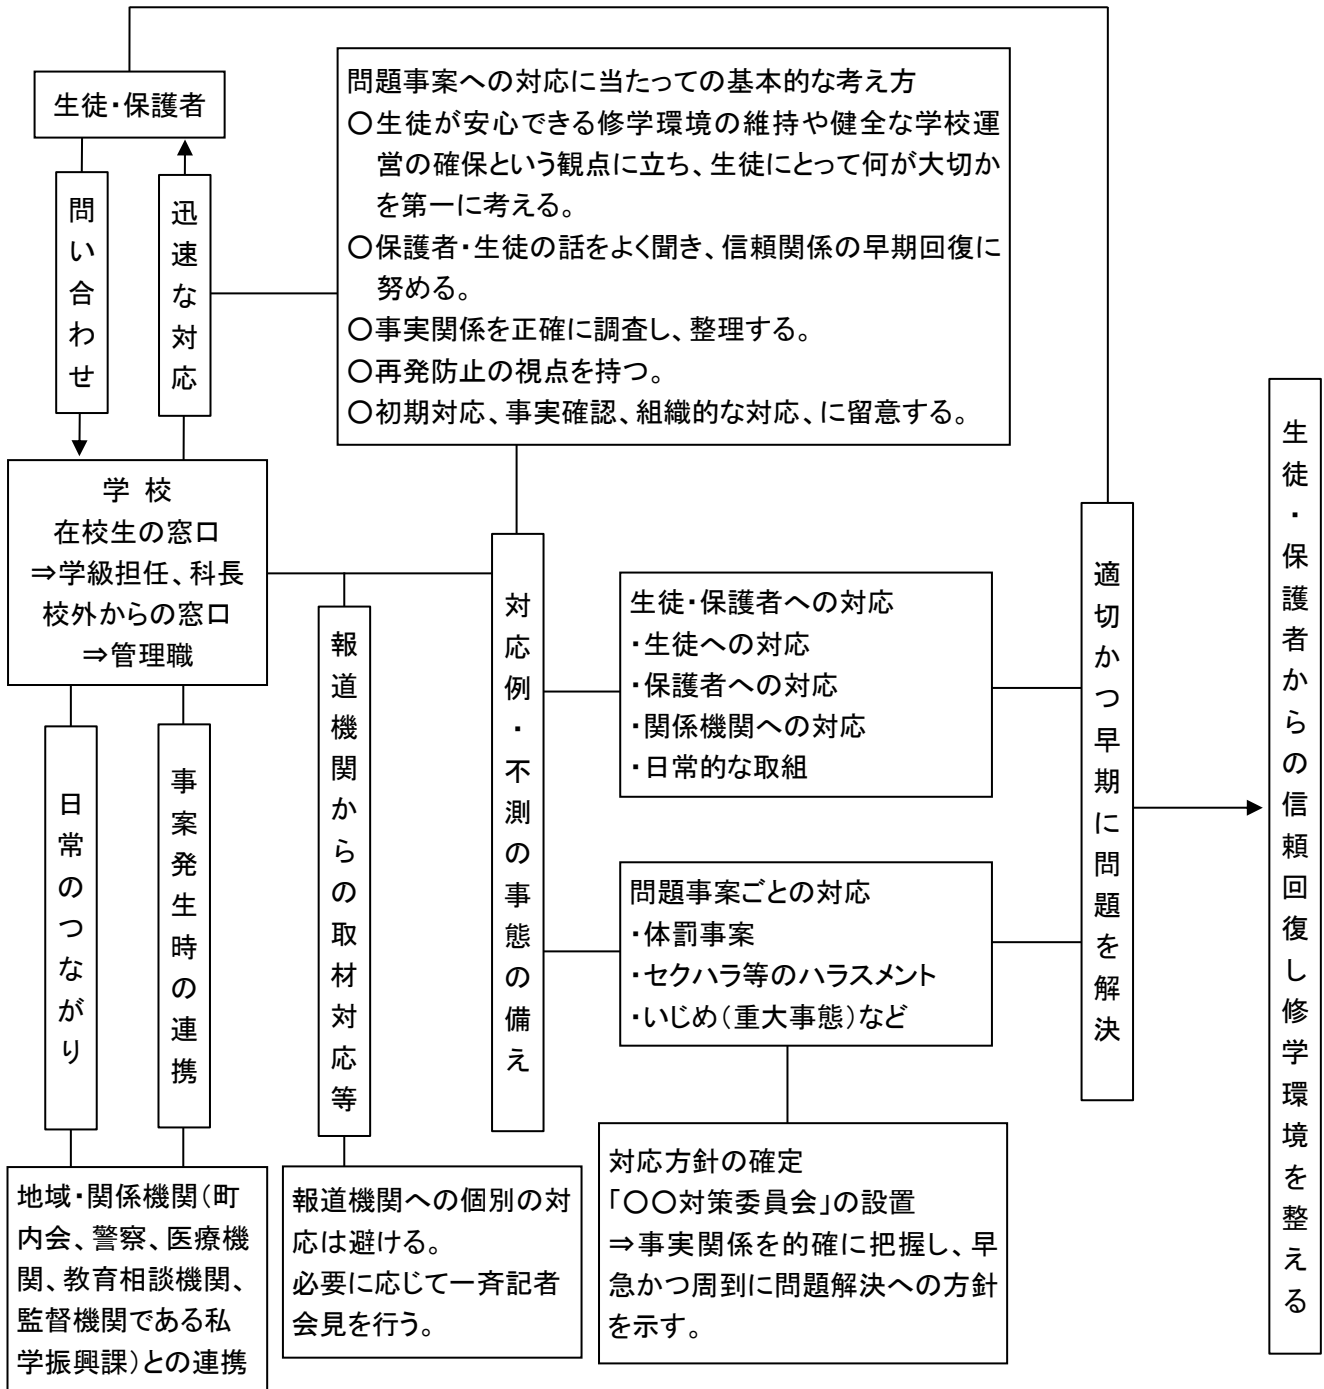 生徒・保護者
問い合わせ
迅速な対応
問題事案への対応に当たっての基本的な考え方
〇生徒が安心できる修学環境の維持や健全な学校運
営の確保という観点に立ち、生徒にとって何が大切か
を第一に考える。
〇保護者・生徒の話をよく聞き、信頼関係の早期回復に
努める。
〇事実関係を正確に調査し、整理する。
〇再発防止の視点を持つ。
〇初期対応、事実確認、組織的な対応、に留意する。
学 校
在校生の窓口
⇒学級担任、科長
校外からの窓口
⇒管理職
日常のつながり
事案発生時の連携
報道機関からの取材対応等
対応例・不測の事態の備え
生徒・保護者への対応
・生徒への対応
・保護者への対応
・関係機関への対応
・日常的な取組
問題事案ごとの対応
・体罰事案
・セクハラ等のハラスメント
・いじめ(重大事態)など
適切かつ早期に問題を解決
生徒・保護者からの信頼回復し修学環境を整える
地域・関係機関(町
内会、警察、医療機
関、教育相談機関、
監督機関である私
学振興課)との連携
報道機関への個別の対
応は避ける。
必要に応じて一斉記者
会見を行う。
対応方針の確定
「〇〇対策委員会」の設置
⇒事実関係を的確に把握し、早
急かつ周到に問題解決への方針
を示す。